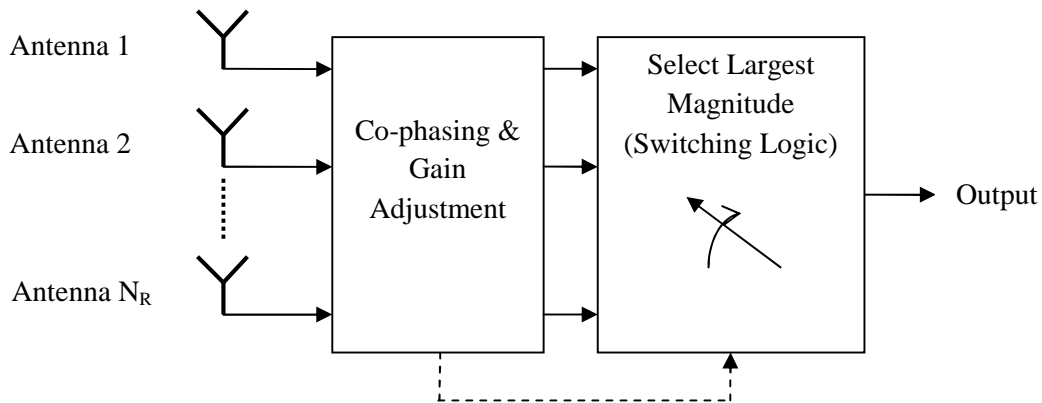 Antenna 1
Antenna 2
Antenna N_R
Co-phasing &
Gain
Adjustment
Select Largest
Magnitude
(Switching Logic)
Output